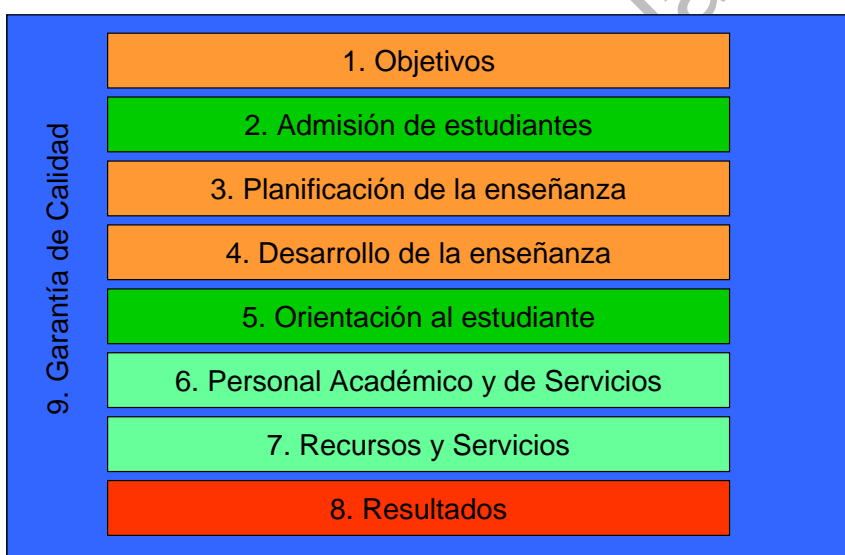 1. Objetivos
2. Admisión de estudiantes
3. Planificación de la enseñanza
4. Desarrollo de la enseñanza
5. Orientación al estudiante
6. Personal Académico y de Servicios
7. Recursos y Servicios
8. Resultados
9. Garantía de Calidad